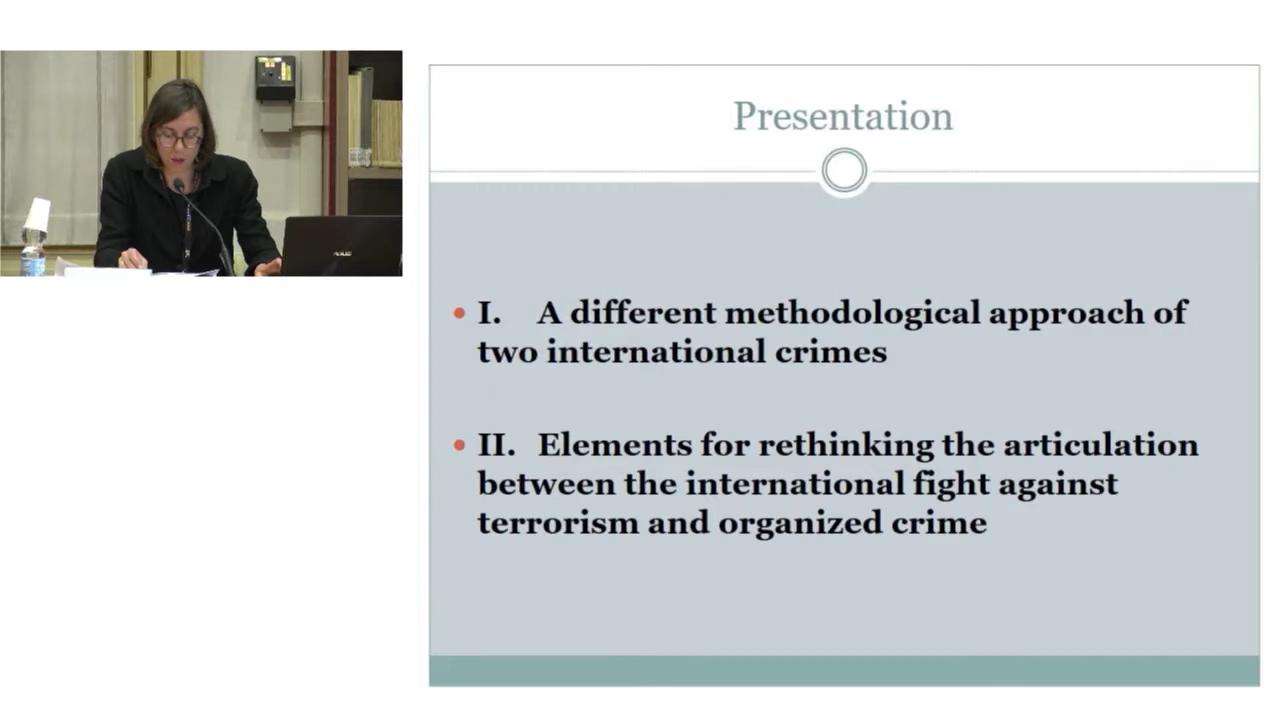 Presentation
• I. A different methodological approach of
two international crimes
• II. Elements for rethinking the articulation
between the international fight against
terrorism and organized crime
ASUS